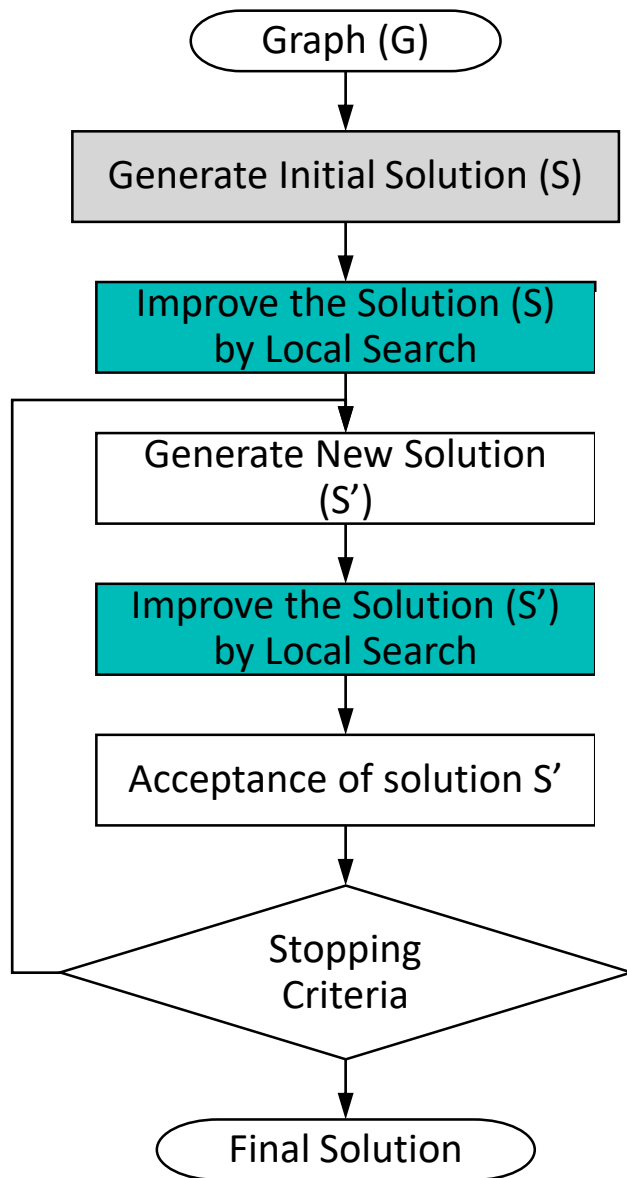 Graph (G)
Generate Initial Solution (S)
Improve the Solution (S)
by Local Search
Generate New Solution
(S’)
Improve the Solution (S’)
by Local Search
Acceptance of solution S’
Stopping
Criteria
Final Solution